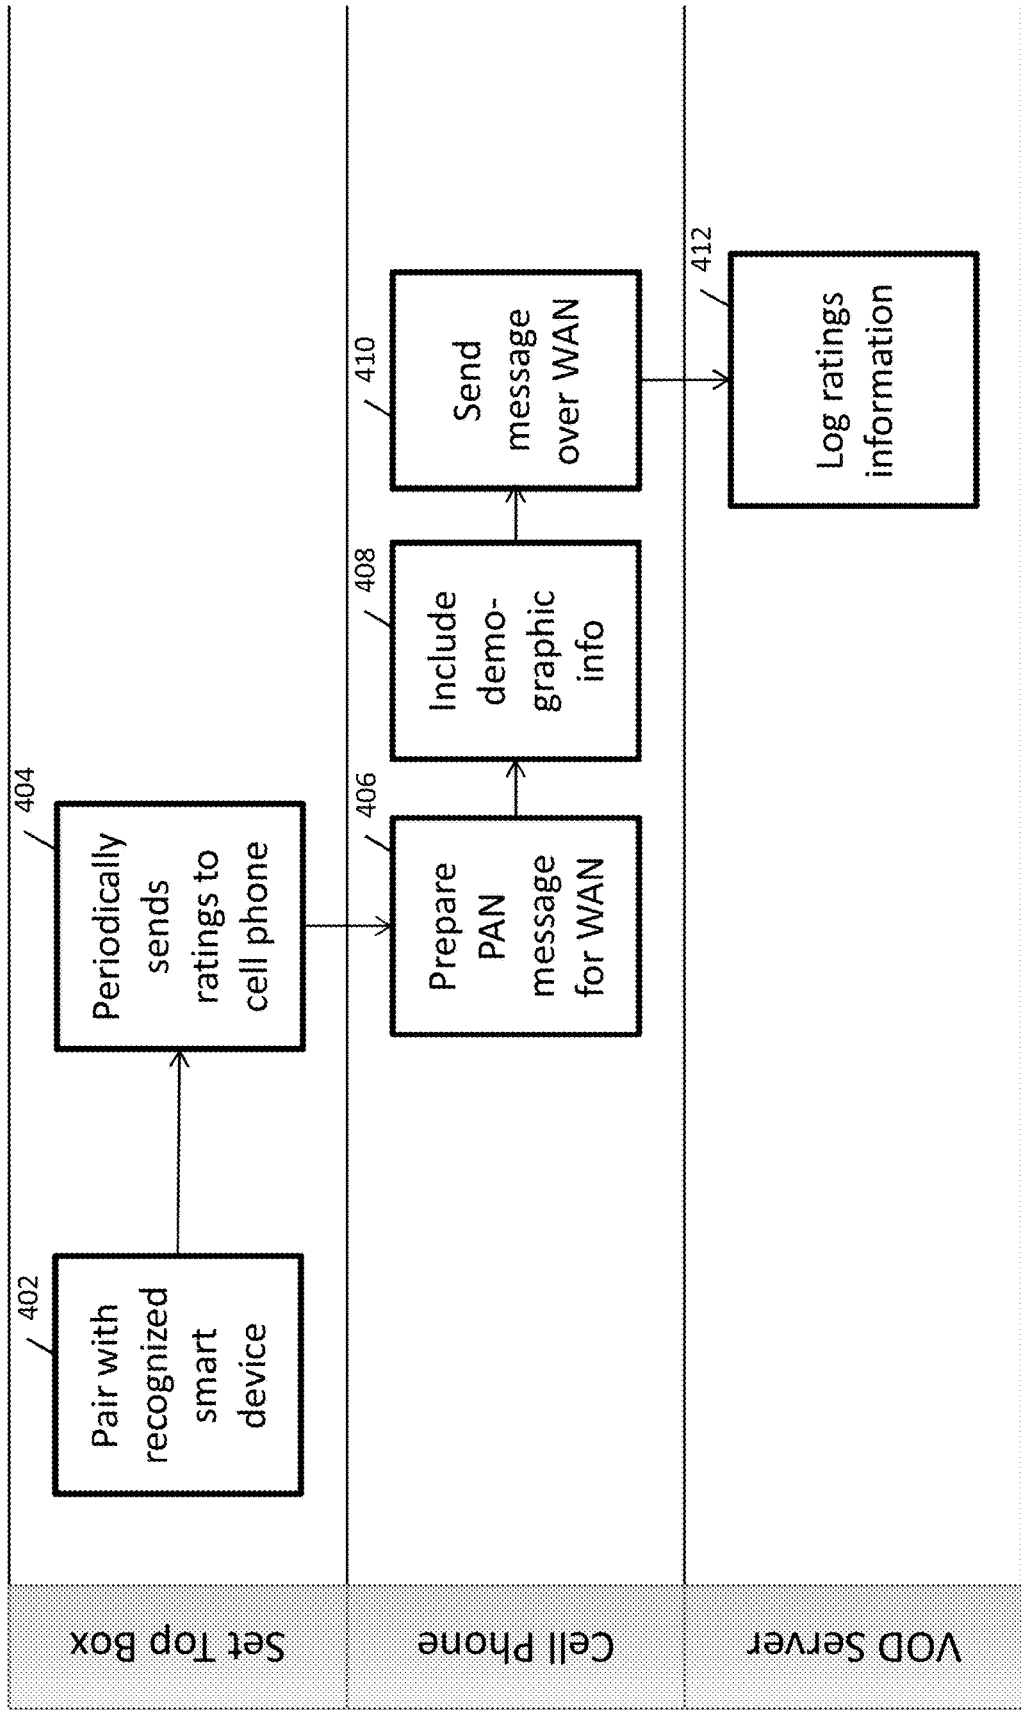 Set Top Box
402
Pair with
recognized
smart
device
404
Periodically
sends
ratings to
cell phone
Cell Phone
406
Prepare
PAN
message
for WAN
408
Include
demo-
graphic
info
410
Send
message
over WAN
VOD Server
412
Log ratings
information